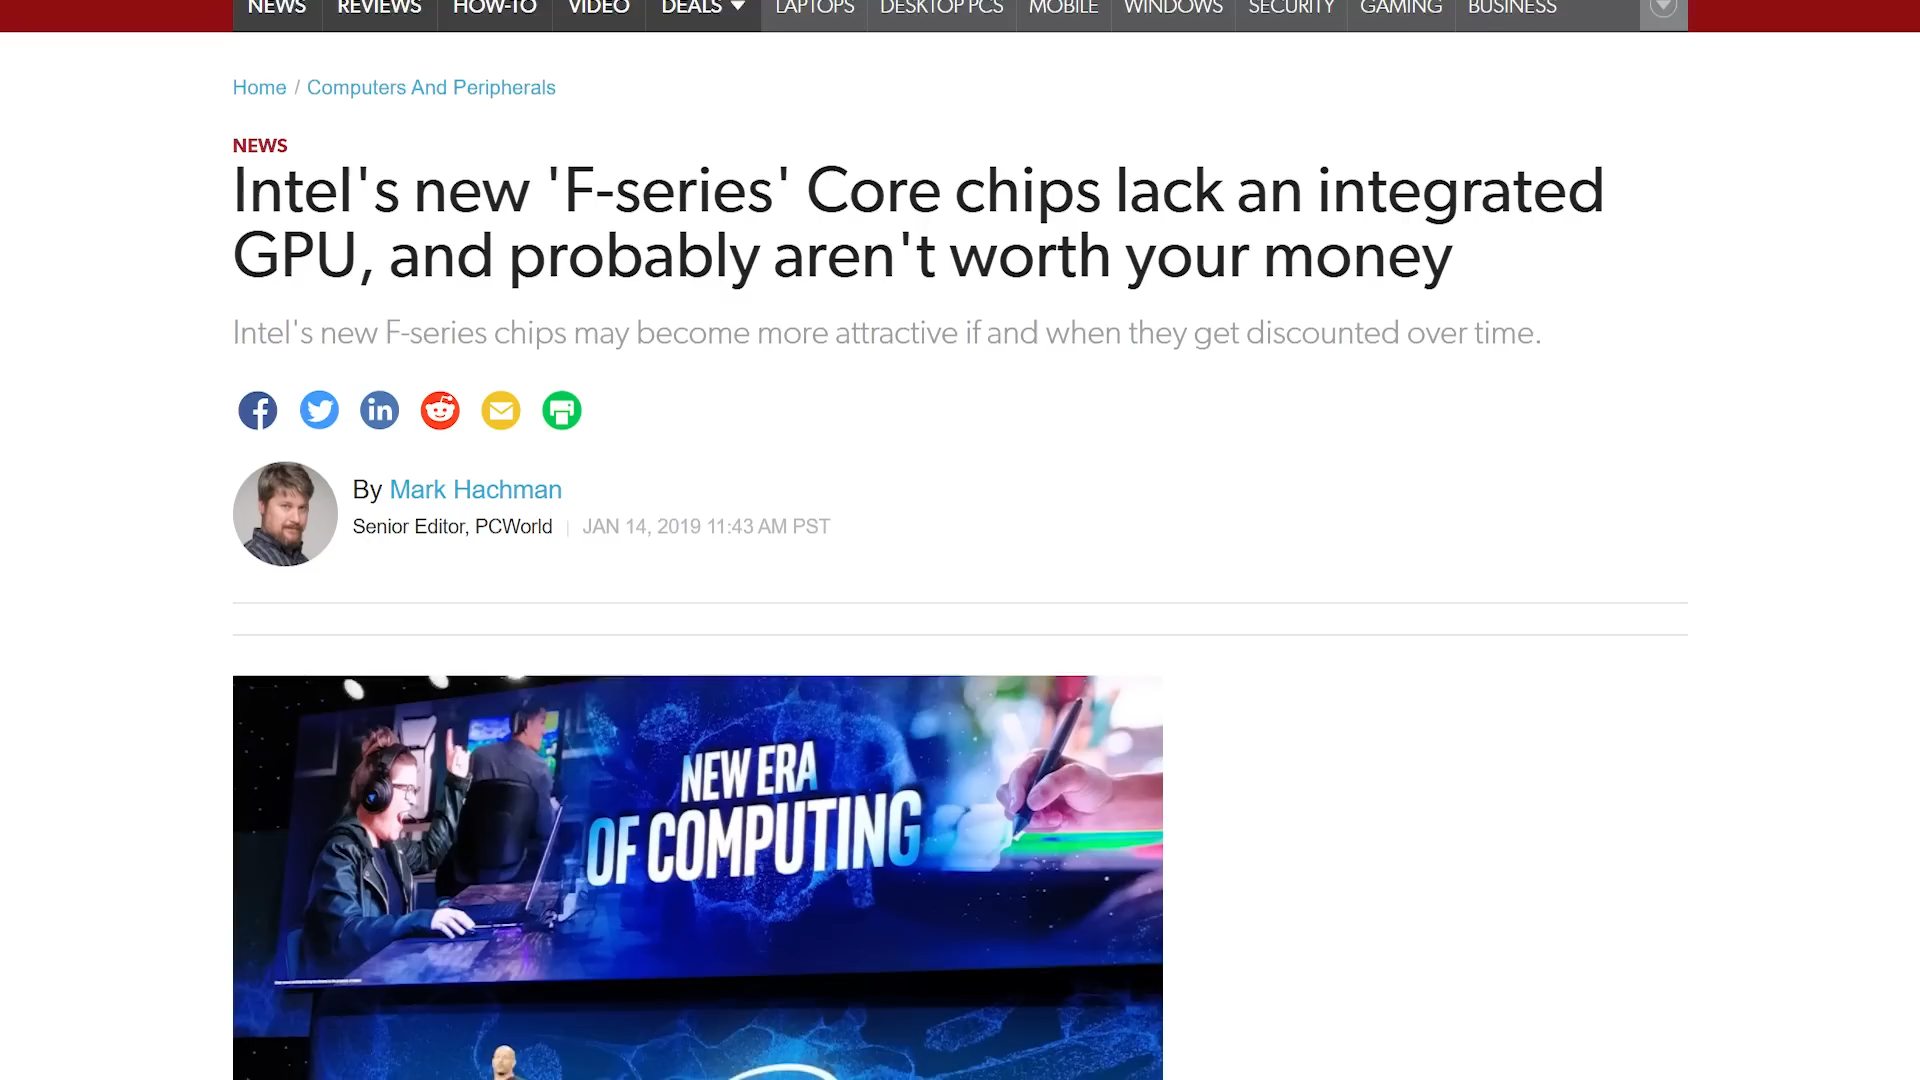 NEWS REVIEWS HOW-TO VIDEO DEALS LAPTOPS DESKTOP PCS MOBILE WINDOWS SECURITY GAMING BUSINESS
Home / Computers And Peripherals
NEWS
Intel's new 'F-series' Core chips lack an integrated
GPU, and probably aren't worth your money
Intel's new F-series chips may become more attractive if and when they get discounted over time.
By Mark Hachman
Senior Editor, PCWorld | JAN 14, 2019 11:43 AM PST
NEW ERA
OF COMPUTING